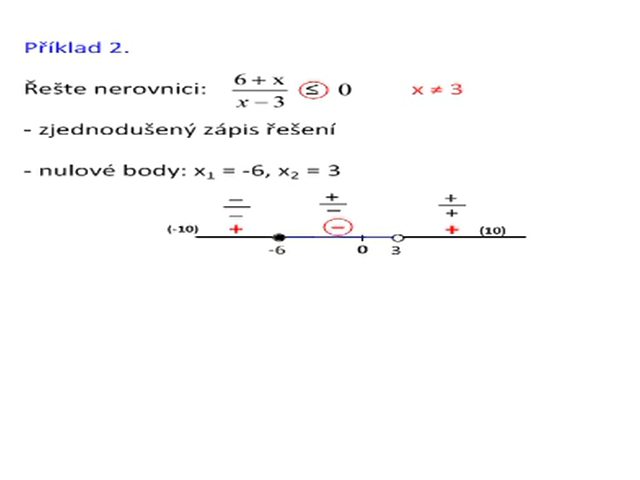 Příklad 2.
Řešte nerovnici: 6 + x / x − 3 ≤ 0 x ≠ 3
- zjednodušený zápis řešení
- nulové body: x₁ = -6, x₂ = 3
− + +
− − +
(-10) + − + (10)
-6 0 3